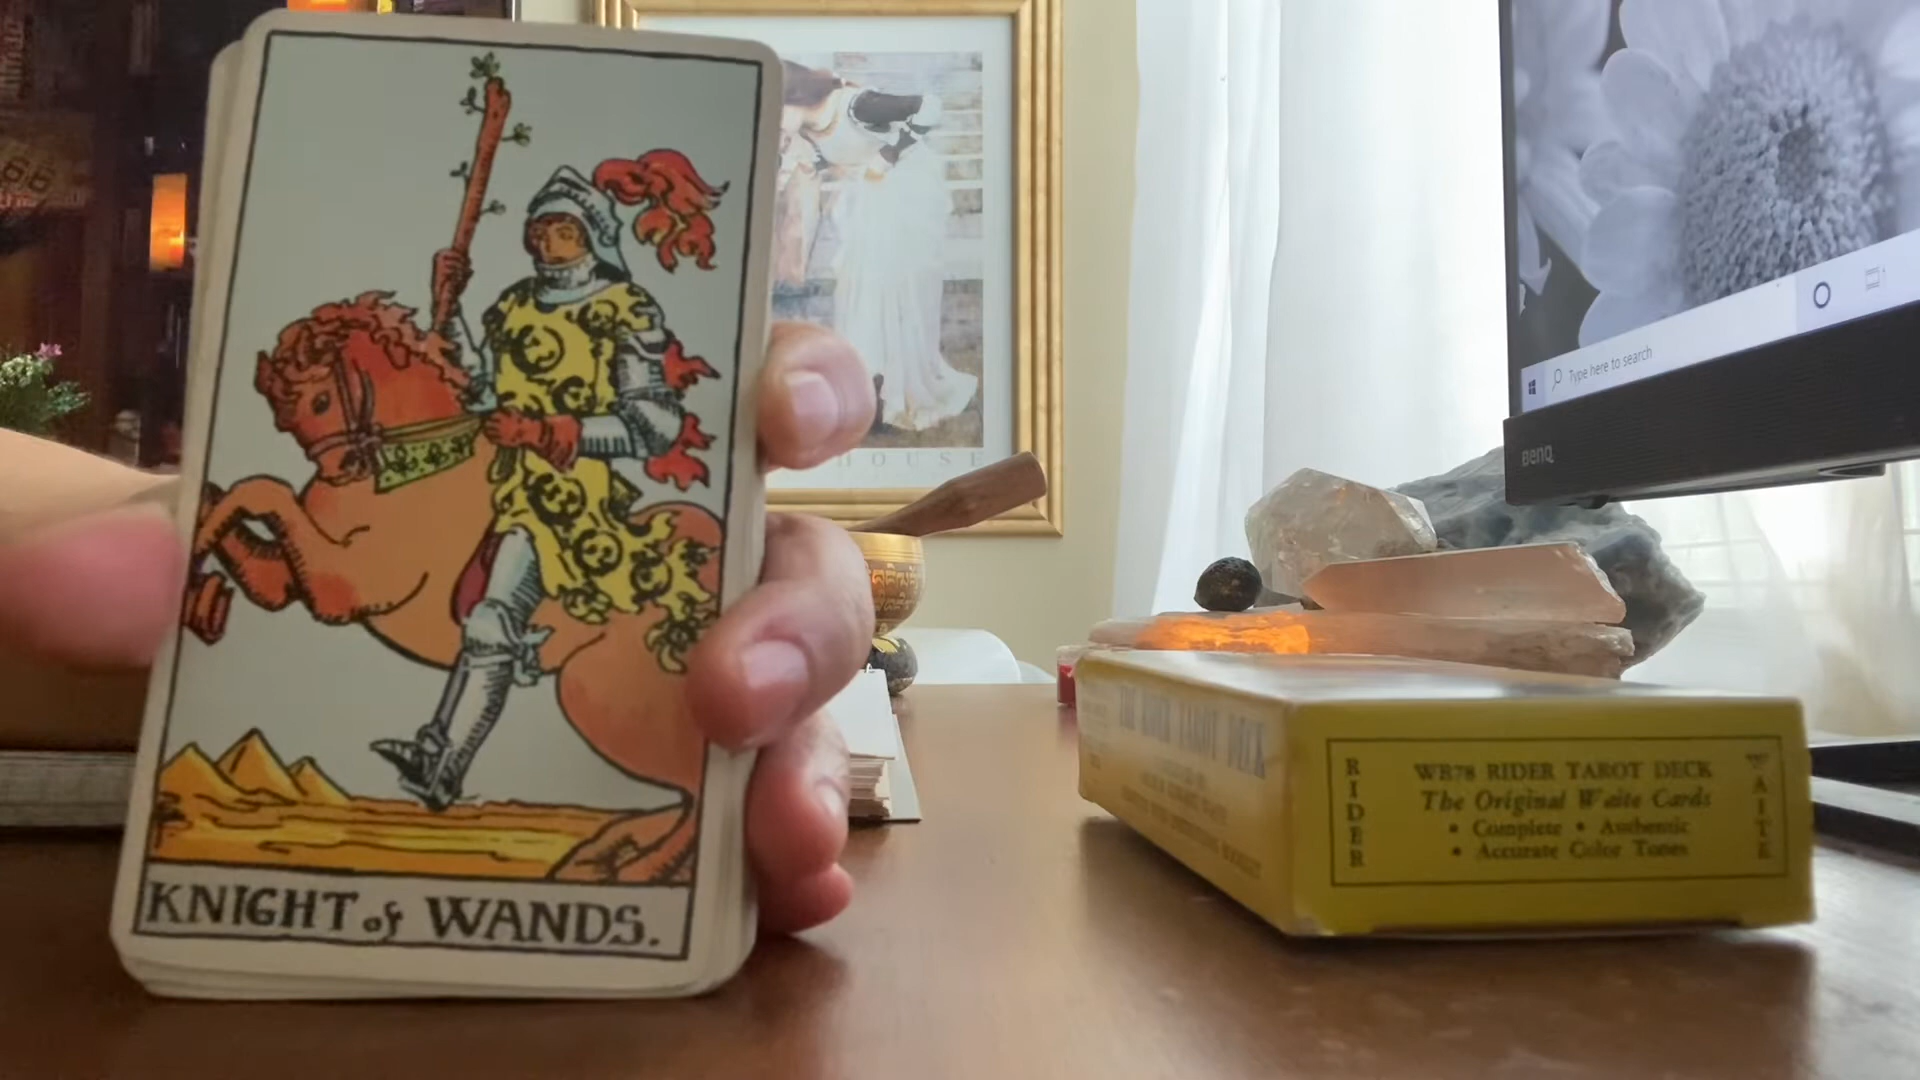 KNIGHT of WANDS.
66
HOUSE
Type here to search
BenQ
RIDER TAROT DECK
RIDER
WR78 RIDER TAROT DECK
The Original Waite Cards
• Complete • Authentic
• Accurate Color Tones
WAITE